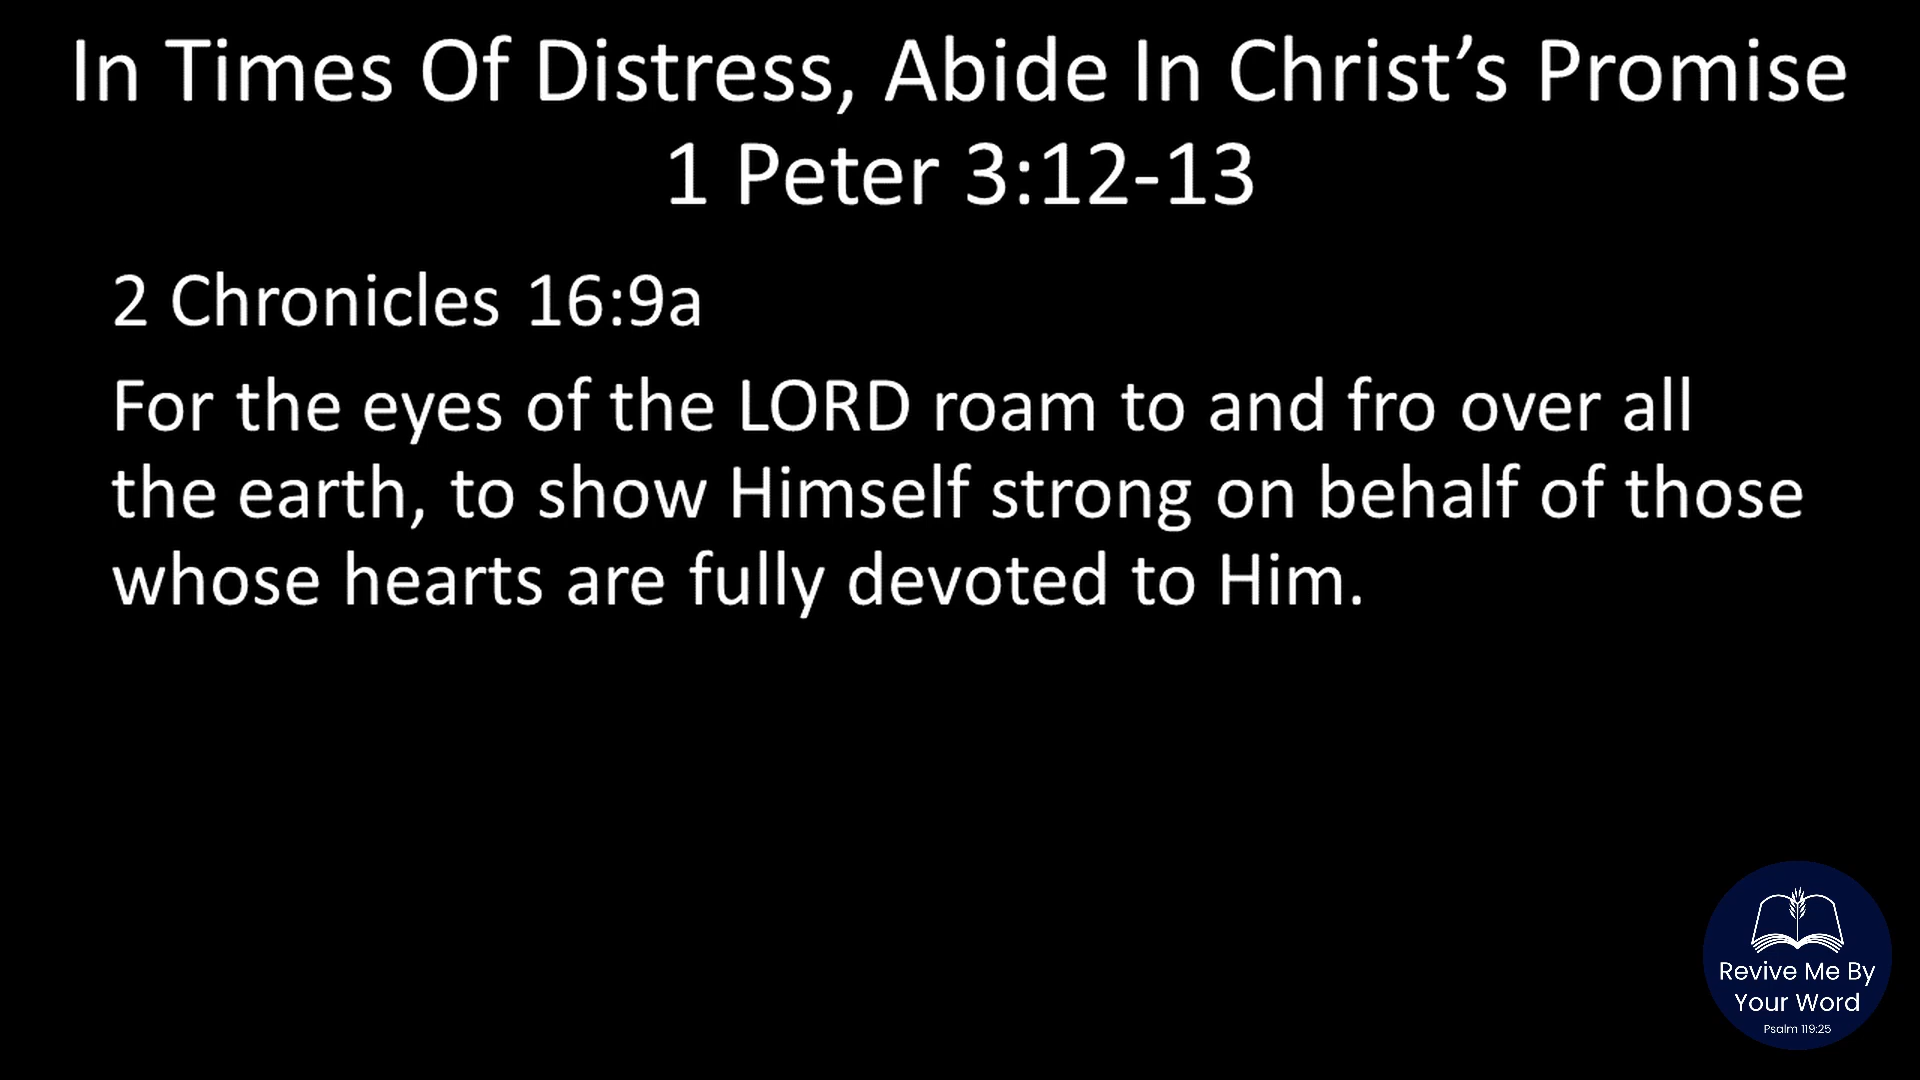 In Times Of Distress, Abide In Christ’s Promise
1 Peter 3:12-13
2 Chronicles 16:9a
For the eyes of the LORD roam to and fro over all
the earth, to show Himself strong on behalf of those
whose hearts are fully devoted to Him.
Revive Me By
Your Word
Psalm 119:25